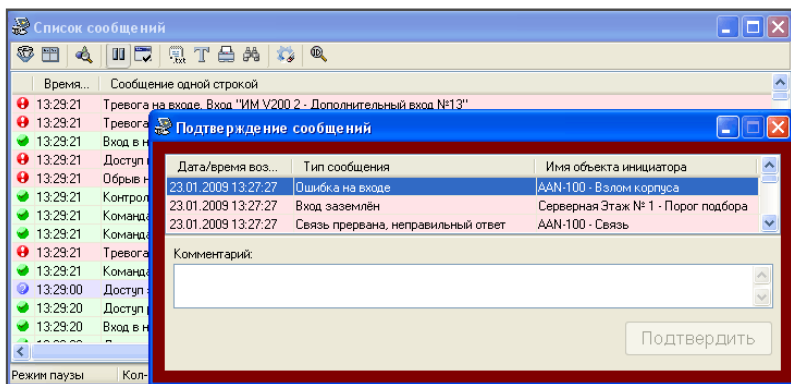 Список сообщений
.txt
Время... Сообщение одной строкой
13:29:21 Тревога на входе. Вход "ИМ V200 2 - Дополнительный вход №13"
13:29:21 Тревога
13:29:21 Вход в н
13:29:21 Доступ
13:29:21 Обрыв н
13:29:21 Контрол
13:29:21 Команда
13:29:21 Команда
13:29:21 Тревога
13:29:21 Команда
13:29:00 Доступ
13:29:20 Доступ
13:29:20 Вход в н
Режим паузы Кол-
Подтверждение сообщений
Дата/время воз... Тип сообщения Имя объекта инициатора
23.01.2009 13:27:27 Ошибка на входе AAN-100 - Взлом корпуса
23.01.2009 13:27:27 Вход заземлён Серверная Этаж № 1 - Порог подбора
23.01.2009 13:27:27 Связь прервана, неправильный ответ AAN-100 - Связь
Комментарий:
Подтвердить